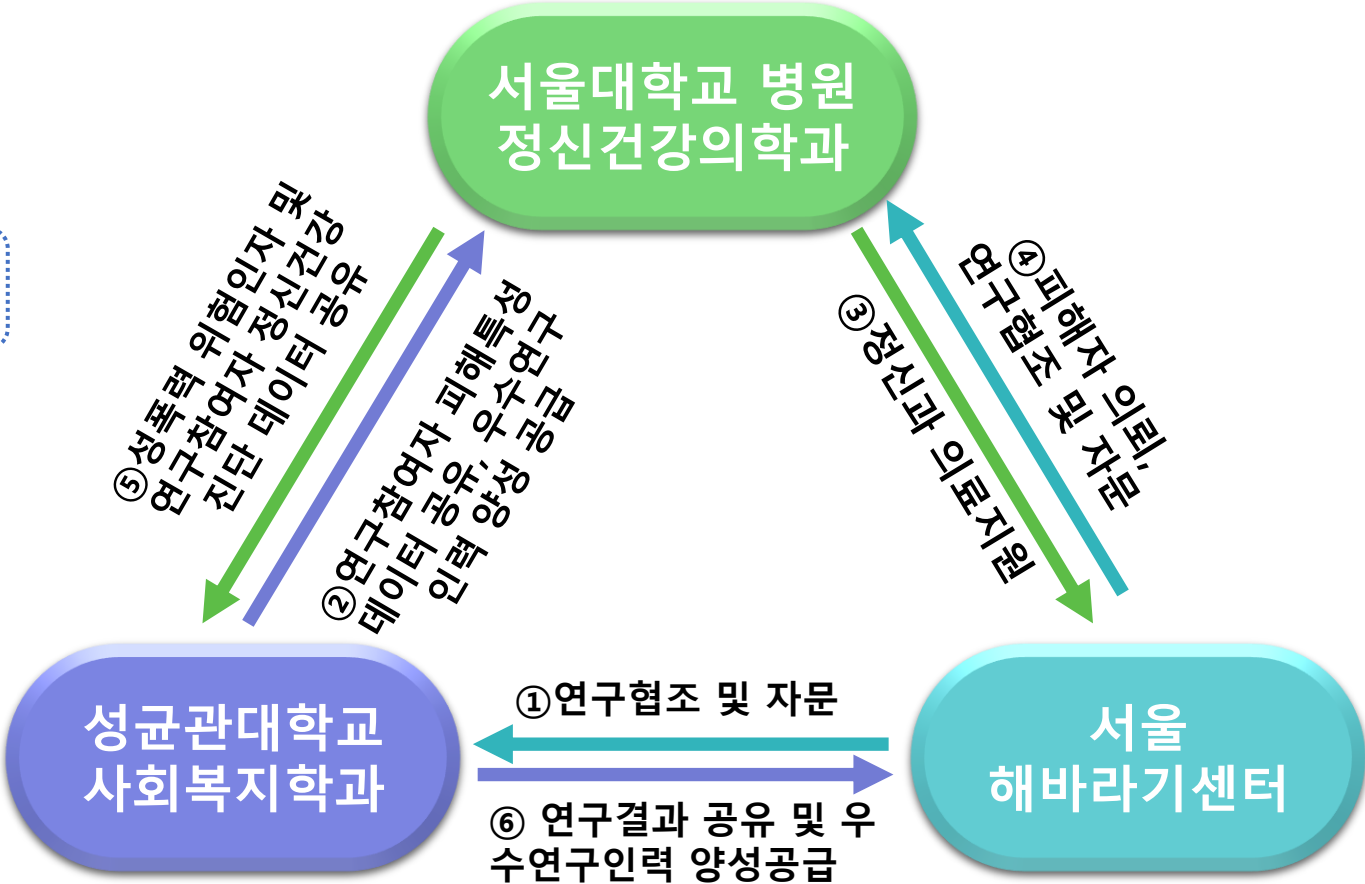 서울대학교 병원
정신건강의학과
⑤성폭력 위험인자 및
연구참여자 정신건강
진단 데이터 공유
②연구참여자 피해특성
데이터 공유, 우수연구
인력 양성 공급
③정신과 의료지원
④피해자 의뢰,
연구협조 및 자문
성균관대학교
사회복지학과
①연구협조 및 자문
⑥ 연구결과 공유 및 우
수연구인력 양성공급
서울
해바라기센터